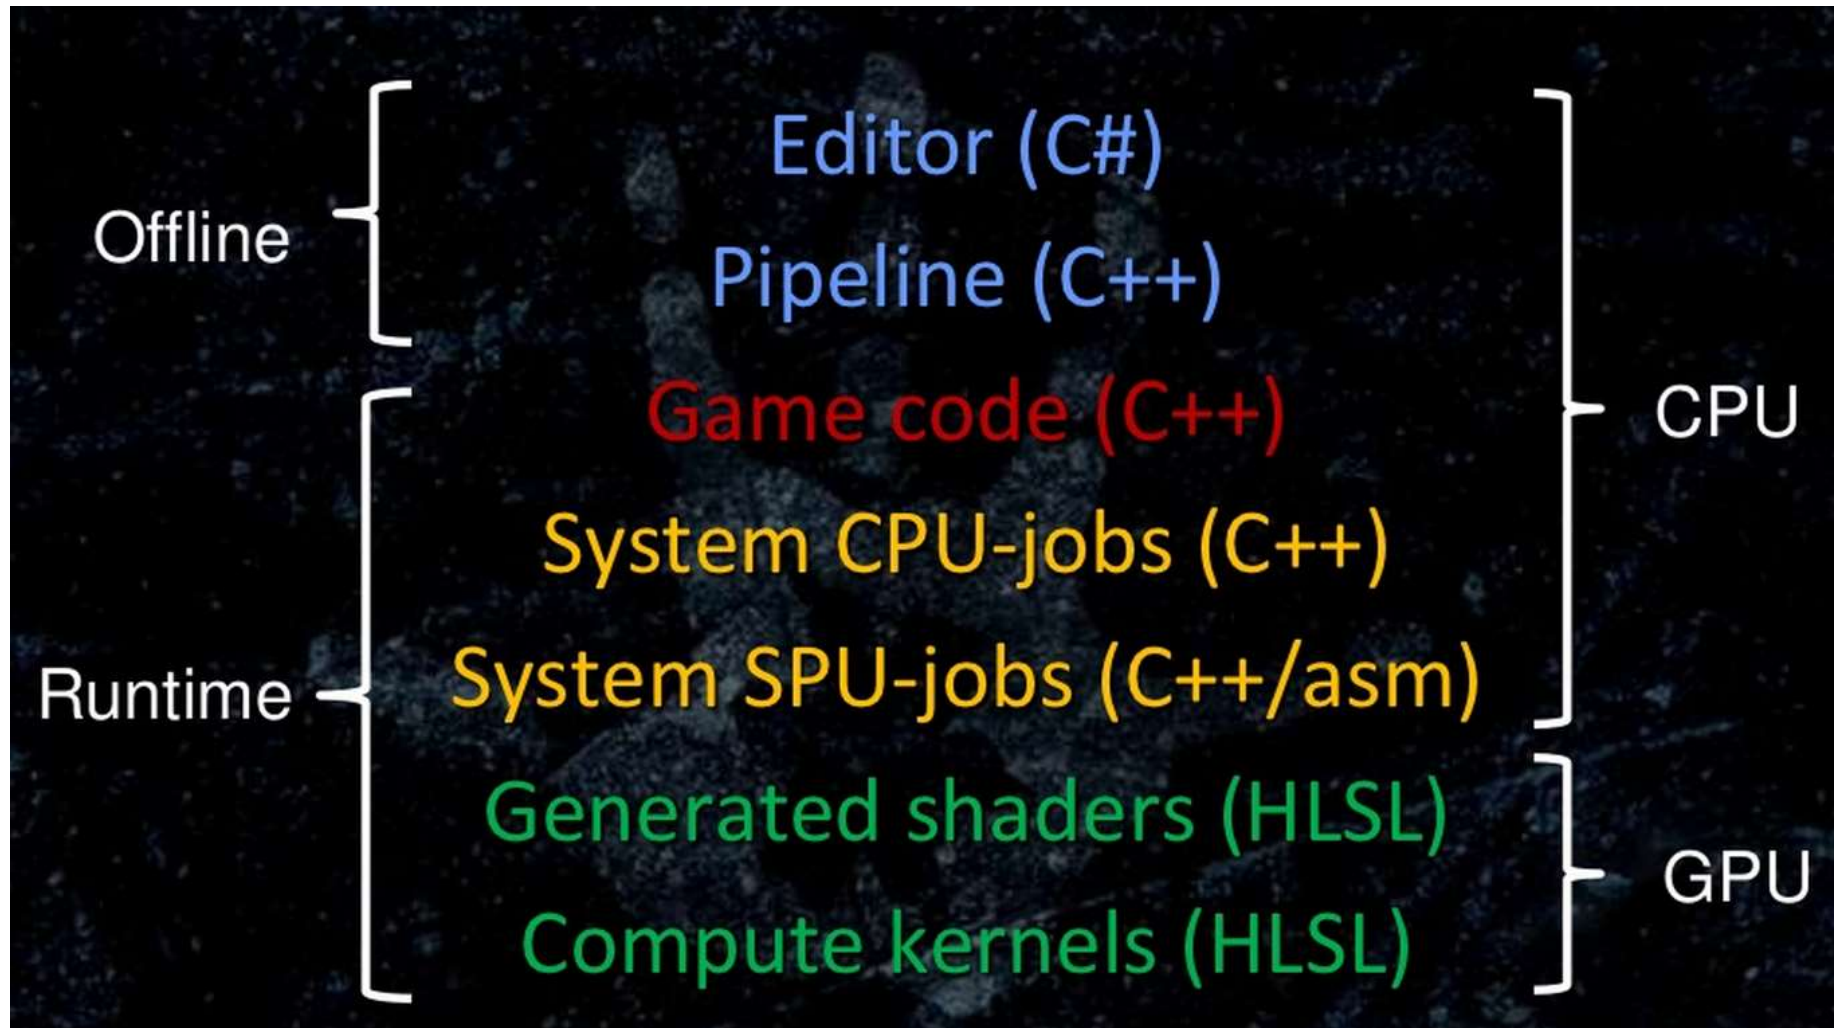 Editor (C#)
Offline
Pipeline (C++)
Game code (C++)
CPU
System CPU-jobs (C++)
System SPU-jobs (C++/asm)
Runtime
Generated shaders (HLSL)
GPU
Compute kernels (HLSL)